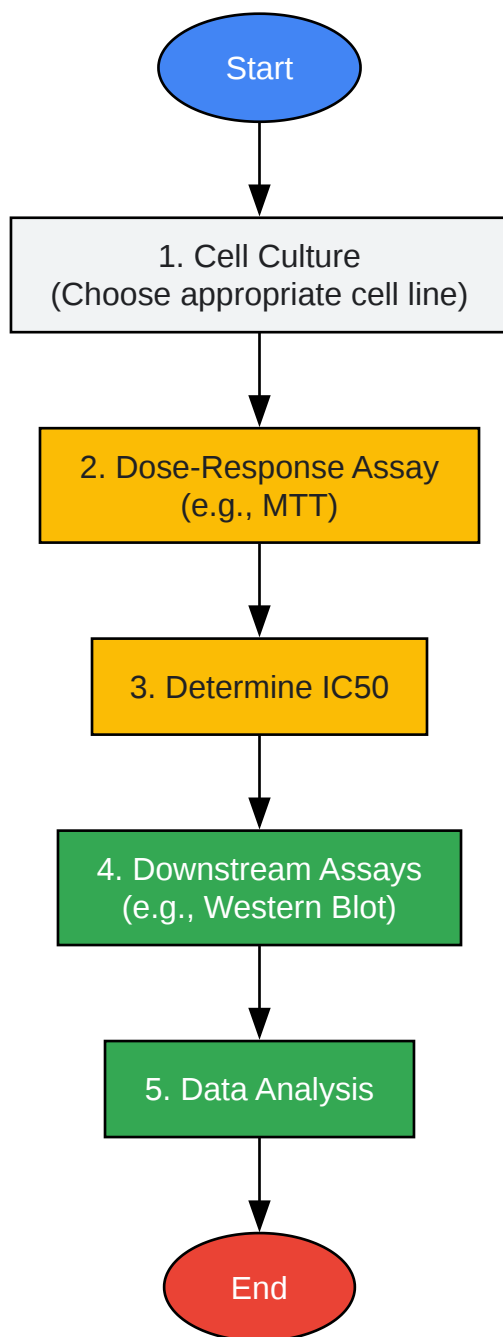 Start
1. Cell Culture
(Choose appropriate cell line)
2. Dose-Response Assay
(e.g., MTT)
3. Determine IC50
4. Downstream Assays
(e.g., Western Blot)
5. Data Analysis
End